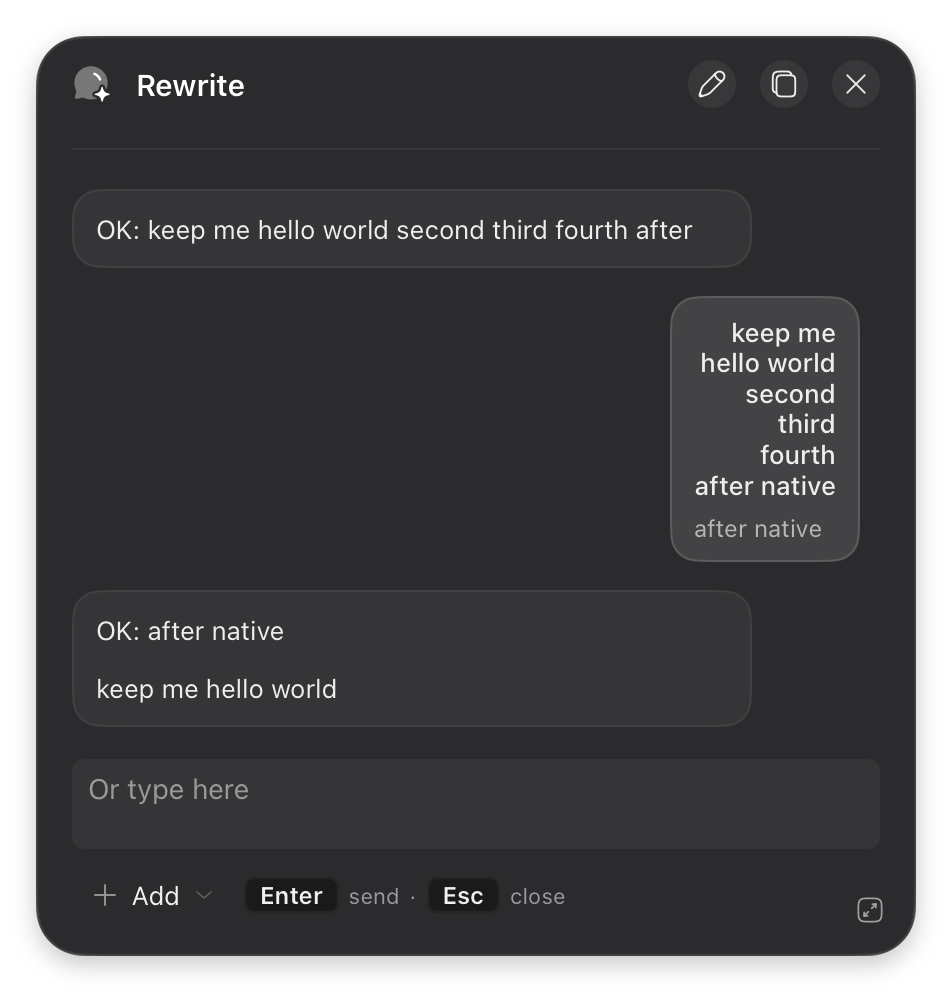 Rewrite
OK: keep me hello world second third fourth after
keep me
hello world
second
third
fourth
after native
after native
OK: after native
keep me hello world
Or type here
Add Enter send · Esc close